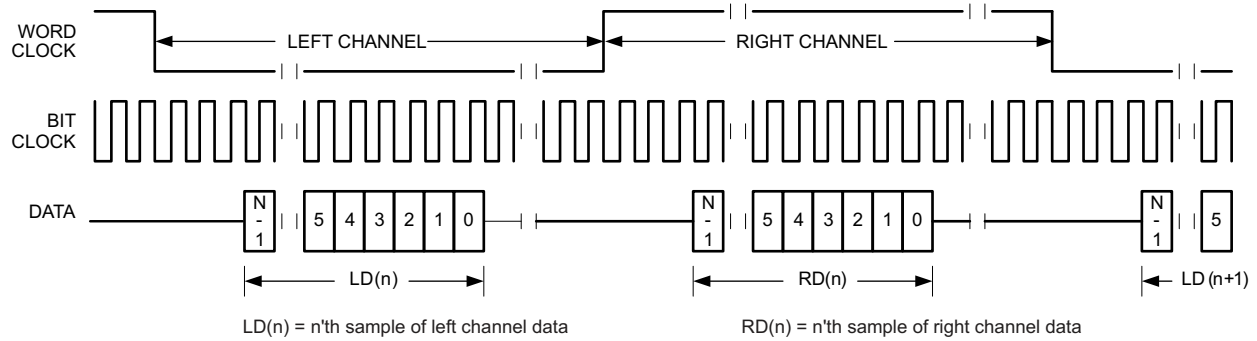 WORD
CLOCK
LEFT CHANNEL
RIGHT CHANNEL
BIT
CLOCK
DATA
N
-
1
5 4 3 2 1 0
N
-
1
5 4 3 2 1 0
N
-
1
5
LD(n)
RD(n)
LD (n+1)
LD(n) = n'th sample of left channel data
RD(n) = n'th sample of right channel data